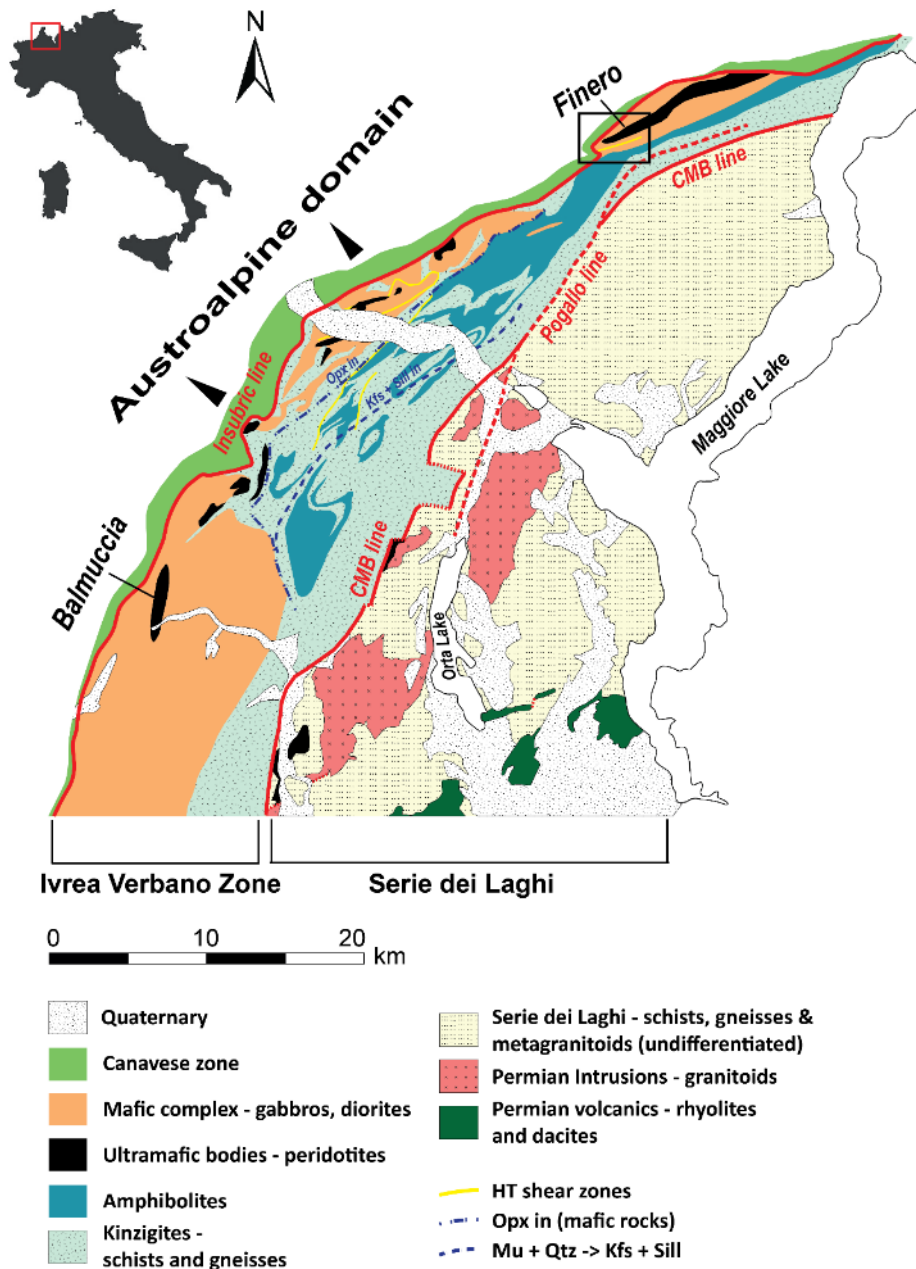 N
Finero
CMB line
Austroalpine domain
Pogallo line
Maggiore Lake
Insubric line
Opx in
Kfs + Sill in
Balmuccia
CMB line
Orta Lake
Ivrea Verbano Zone
Serie dei Laghi
0 10 20
km
Quaternary
Canavese zone
Mafic complex - gabbros, diorites
Ultramafic bodies - peridotites
Amphibolites
Kinzigites -
schists and gneisses
Serie dei Laghi - schists, gneisses &
metagranitoids (undifferentiated)
Permian Intrusions - granitoids
Permian volcanics - rhyolites
and dacites
HT shear zones
Opx in (mafic rocks)
Mu + Qtz -> Kfs + Sill